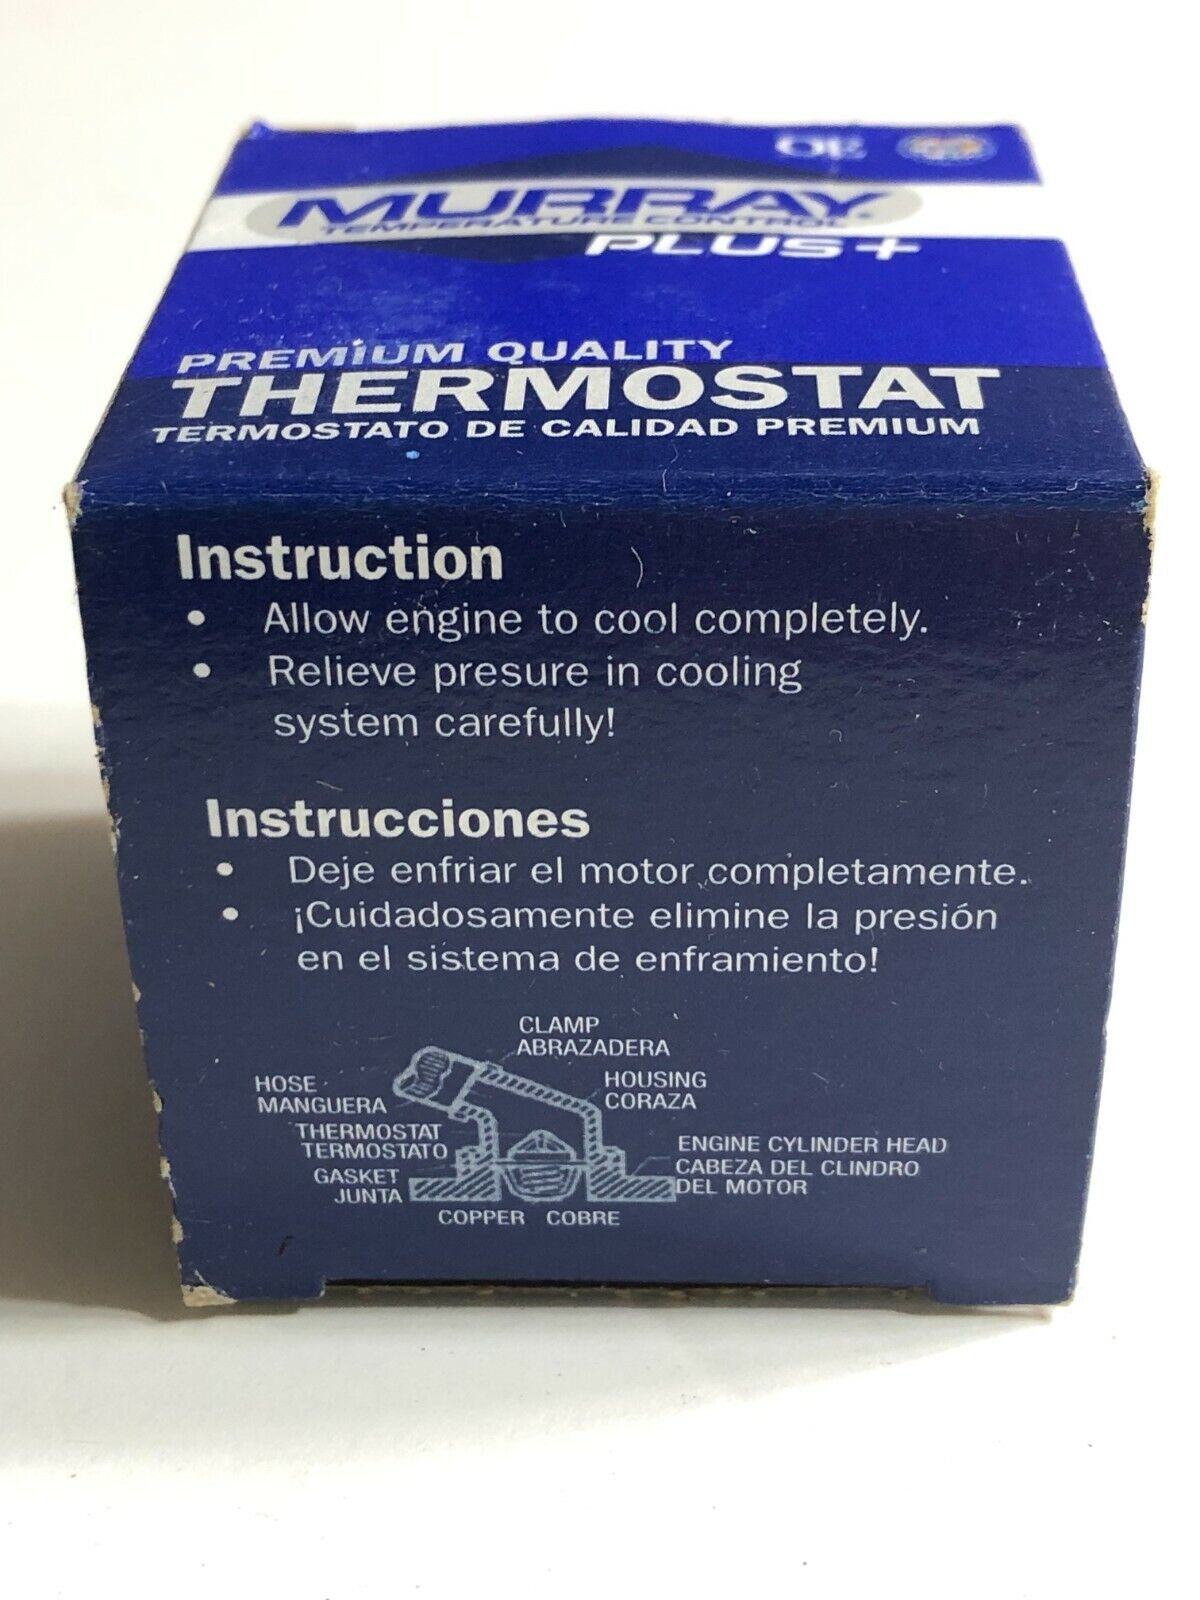 MURRAY
TEMPERATURE CONTROL
PLUS+
PREMIUM QUALITY
THERMOSTAT
TERMOSTATO DE CALIDAD PREMIUM
Instruction
• Allow engine to cool completely.
• Relieve presure in cooling
system carefully!
Instrucciones
• Deje enfriar el motor completamente.
• ¡Cuidadosamente elimine la presión
en el sistema de enframiento!
CLAMP
ABRAZADERA
HOSE
MANGUERA
HOUSING
CORAZA
THERMOSTAT
TERMOSTATO
ENGINE CYLINDER HEAD
CABEZA DEL CLINDRO
DEL MOTOR
GASKET
JUNTA
COPPER COBRE